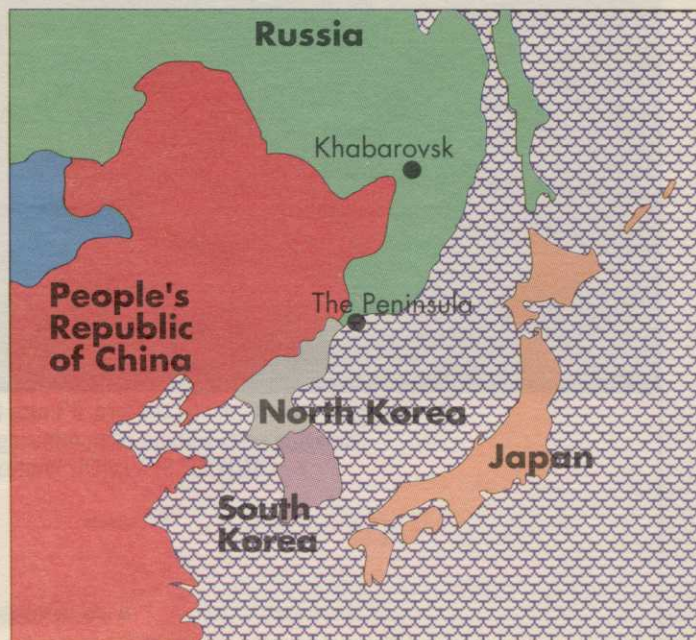 Russia
Khabarovsk
People's
Republic
of China
The Peninsula
North Korea
Japan
South
Korea